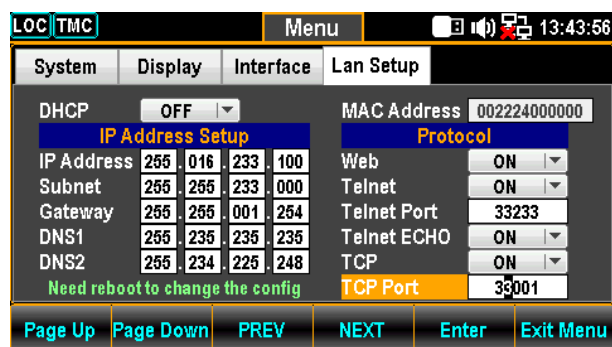 LOC TMC Menu 13:43:56
System Display Interface Lan Setup
DHCP OFF MAC Address 002224000000
IP Address Setup Protocol
IP Address 255 . 016 . 233 . 100 Web ON
Subnet 255 . 255 . 233 . 000 Telnet ON
Gateway 255 . 255 . 001 . 254 Telnet Port 33233
DNS1 255 . 235 . 235 . 235 Telnet ECHO ON
DNS2 255 . 234 . 225 . 248 TCP ON
Need reboot to change the config TCP Port 35001
Page Up Page Down PREV NEXT Enter Exit Menu